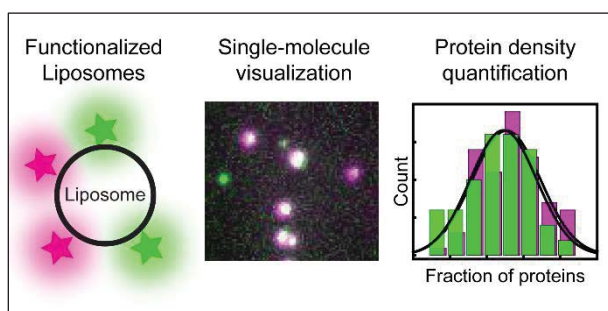 Functionalized
Liposomes
Liposome
Single-molecule
visualization
Protein density
quantification
Count
Fraction of proteins